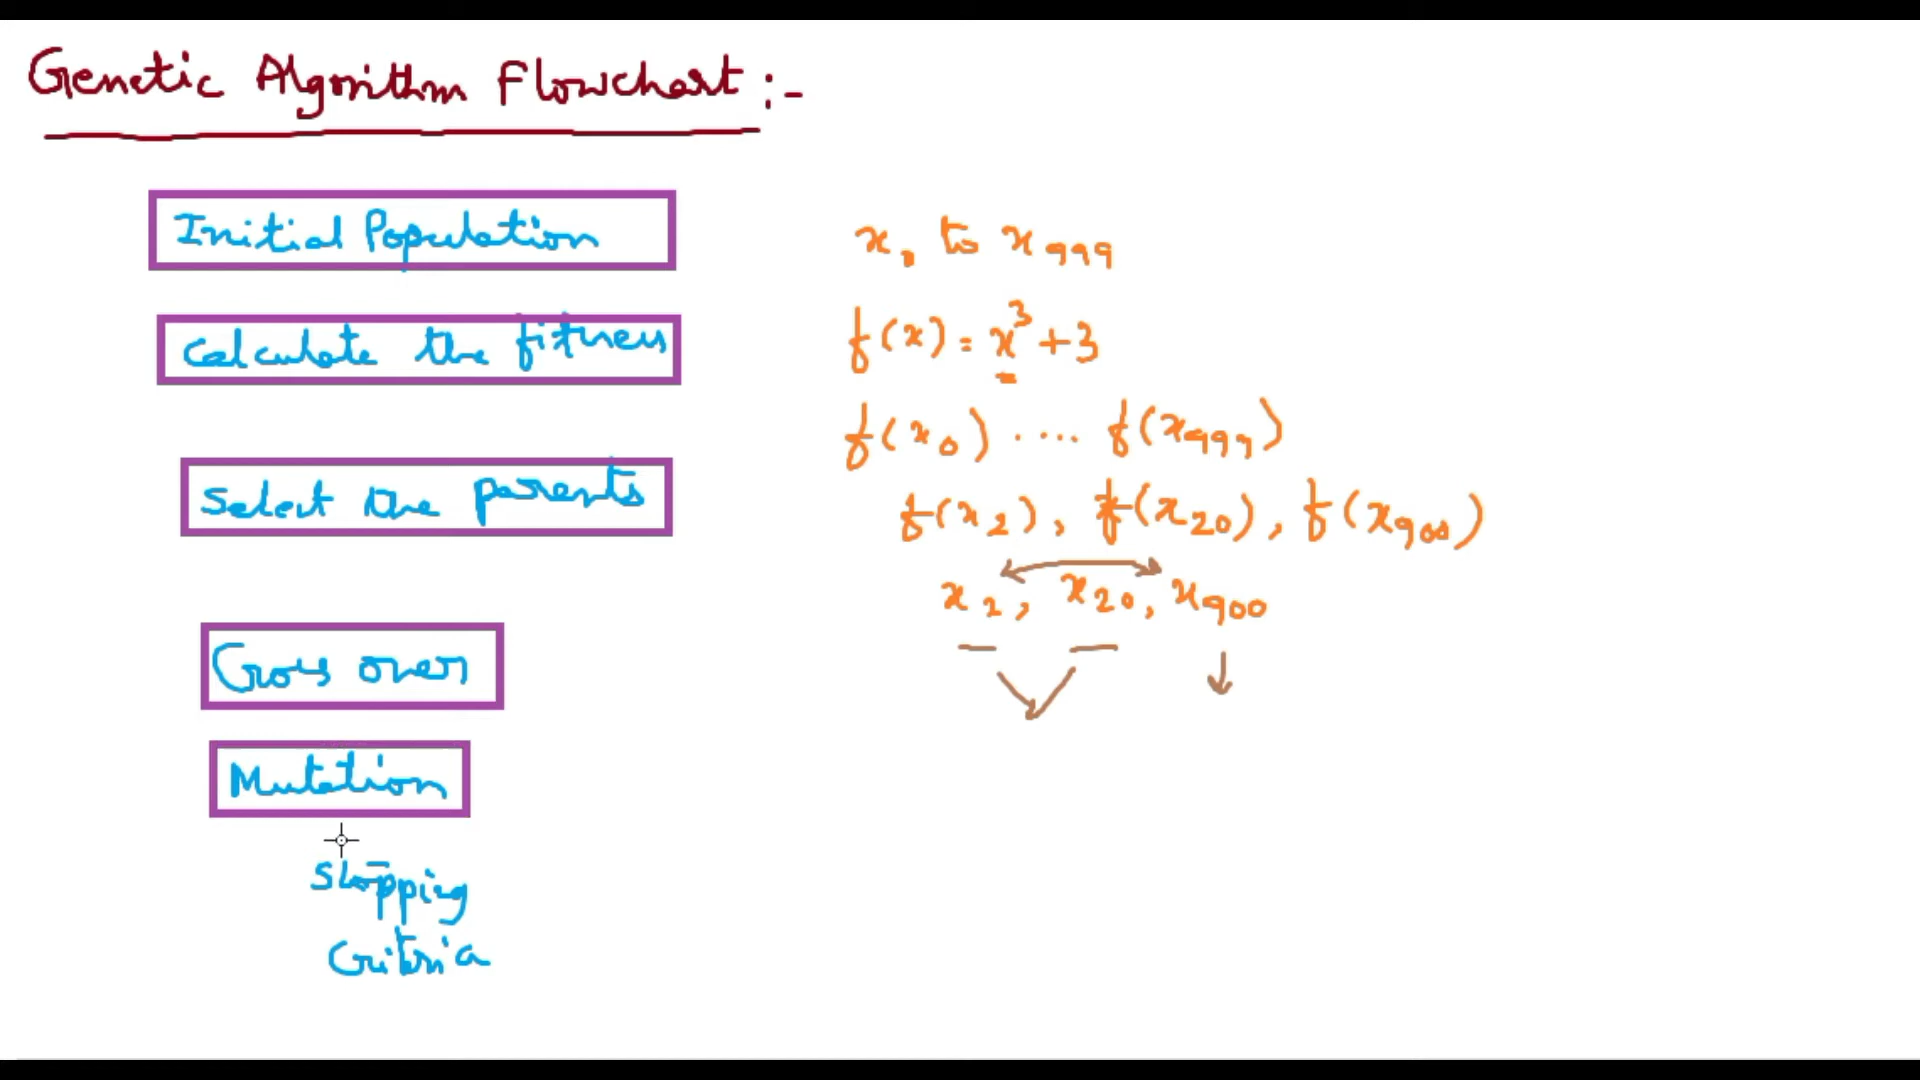 Genetic Algorithm Flowchart :-
Initial Population
x₀ to x₉₉₉
Calculate the fitness
f(x) = x³ + 3
f(x₀) .... f(x₉₉₉)
Select the parents
f(x₂), f(x₂₀), f(x₉₀₀)
x₂, x₂₀, x₉₀₀
Cross over
Mutation
Stopping
Criteria